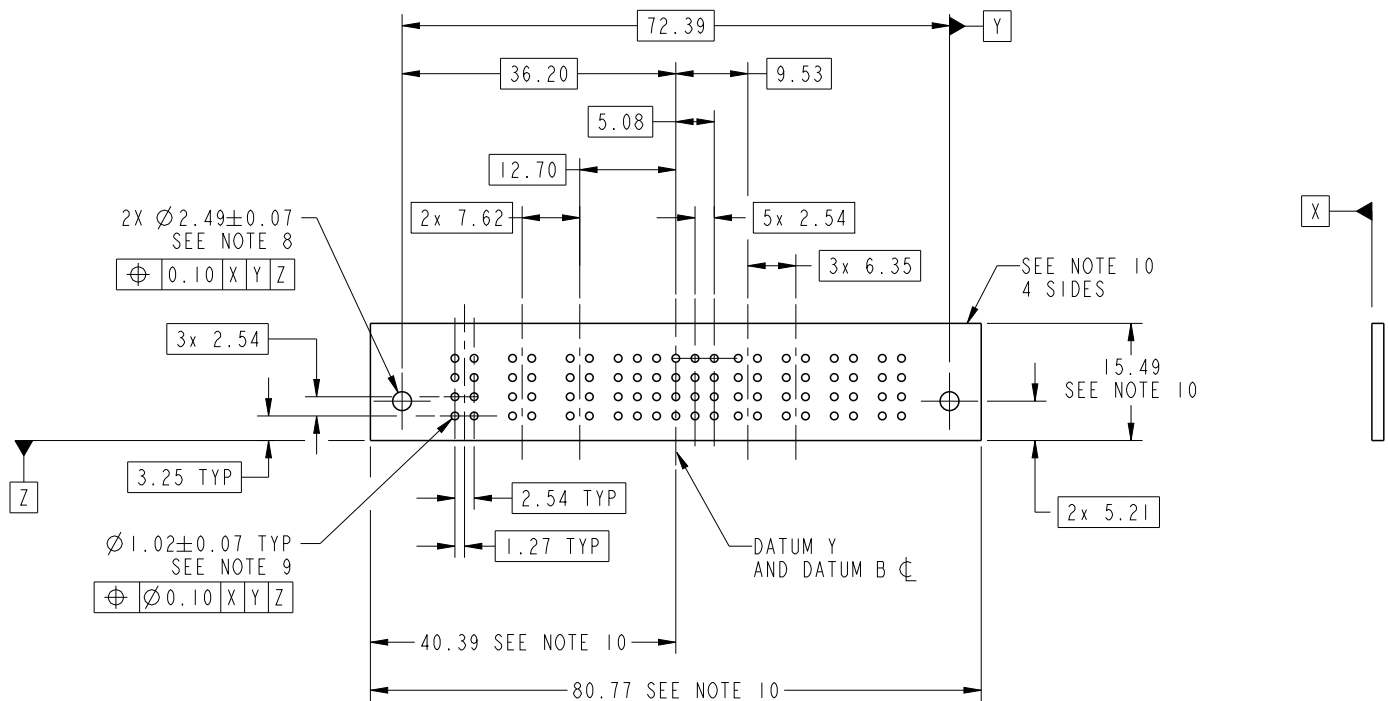 72.39
Y
36.20
9.53
5.08
12.70
2X Ø2.49±0.07
SEE NOTE 8
⌖ 0.10 X Y Z
2x 7.62
5x 2.54
X
3x 6.35
SEE NOTE 10
4 SIDES
3x 2.54
15.49
SEE NOTE 10
3.25 TYP
Z
2.54 TYP
2x 5.21
Ø1.02±0.07 TYP
SEE NOTE 9
⌖ Ø0.10 X Y Z
1.27 TYP
DATUM Y
AND DATUM B ℄
40.39 SEE NOTE 10
80.77 SEE NOTE 10